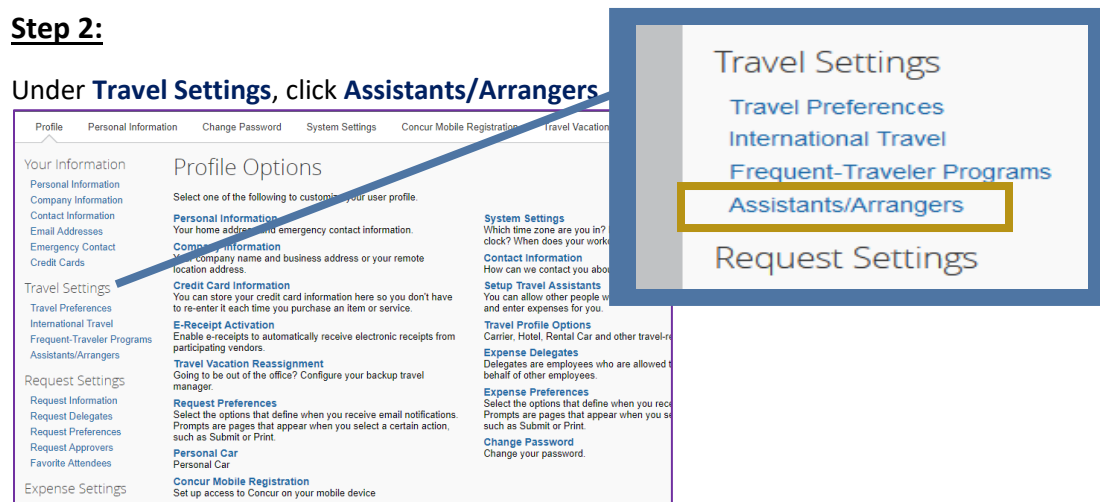 Step 2:
Under Travel Settings, click Assistants/Arrangers
Profile Personal Information Change Password System Settings Concur Mobile Registration Travel Vacation
Your Information
Personal Information
Company Information
Contact Information
Email Addresses
Emergency Contact
Credit Cards
Travel Settings
Travel Preferences
International Travel
Frequent-Traveler Programs
Assistants/Arrangers
Request Settings
Request Information
Request Delegates
Request Preferences
Request Approvers
Favorite Attendees
Expense Settings
Profile Options
Select one of the following to customize your user profile.
Personal Information
Your home address and emergency contact information.
Company Information
Your company name and business address or your remote
location address.
Credit Card Information
You can store your credit card information here so you don't have
to re-enter it each time you purchase an item or service.
E-Receipt Activation
Enable e-receipts to automatically receive electronic receipts from
participating vendors.
Travel Vacation Reassignment
Going to be out of the office? Configure your backup travel
manager.
Request Preferences
Select the options that define when you receive email notifications.
Prompts are pages that appear when you select a certain action,
such as Submit or Print.
Personal Car
Personal Car
Concur Mobile Registration
Set up access to Concur on your mobile device
System Settings
Which time zone are you in?
clock? When does your
Contact Information
How can we contact you
Setup Travel Assistants
You can allow other people
and enter expenses for you.
Travel Profile Options
Carrier, Hotel, Rental Car and other
Expense Delegates
Delegates are employees who are allowed
behalf of other employees.
Expense Preferences
Select the options that define when you
Prompts are pages that appear when you
such as Submit or Print.
Change Password
Change your password.
Travel Settings
Travel Preferences
International Travel
Frequent-Traveler Programs
Assistants/Arrangers
Request Settings